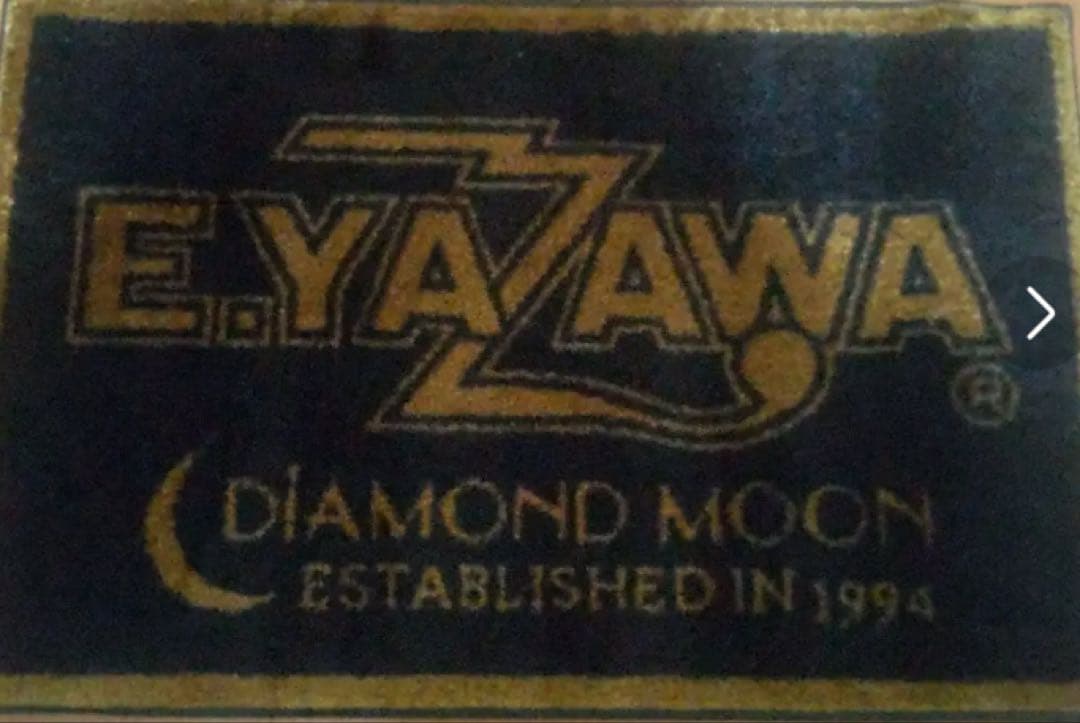 E.YAZAWA®
DIAMOND MOON
ESTABLISHED IN 1994